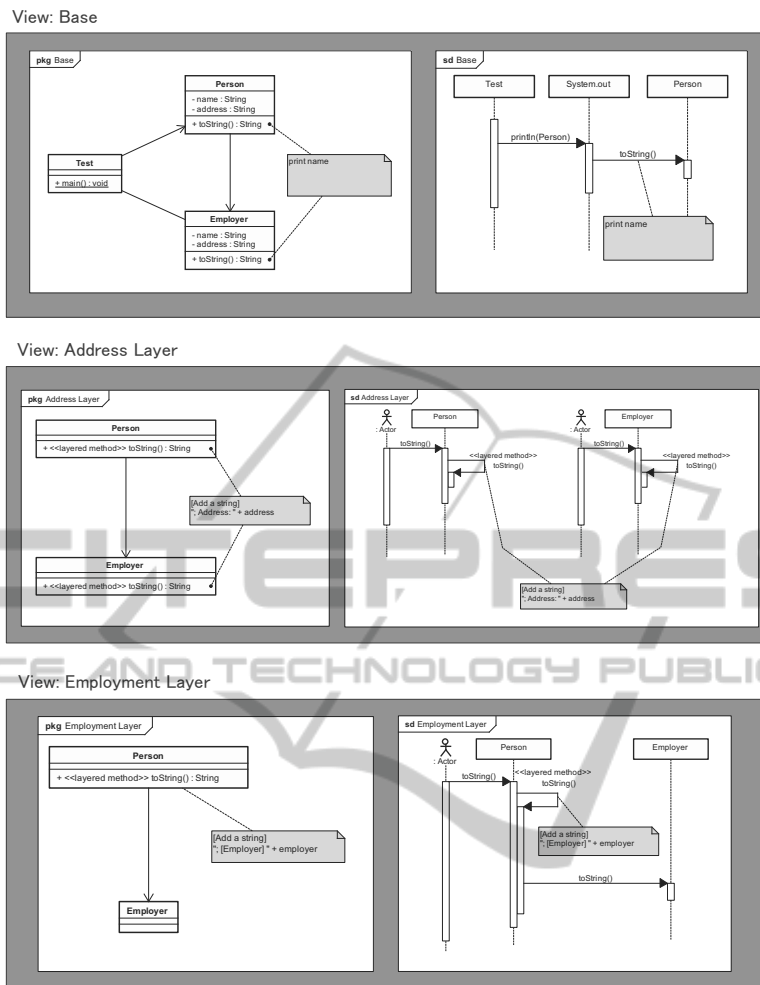 View: Base
pkg Base
Person
- name : String
- address : String
+ toString() : String
Test
+ main() : void
print name
Employer
- name : String
- address : String
+ toString() : String
sd Base
Test
System.out
Person
println(Person)
toString()
print name
View: Address Layer
pkg Address Layer
Person
+ <<layered method>> toString() : String
[Add a string]
"; Address: " + address
Employer
+ <<layered method>> toString() : String
sd Address Layer
: Actor
Person
toString()
<<layered method>>
toString()
: Actor
Employer
toString()
<<layered method>>
toString()
[Add a string]
"; Address: " + address
View: Employment Layer
pkg Employment Layer
Person
+ <<layered method>> toString() : String
[Add a string]
"; [Employer] " + employer
Employer
sd Employment Layer
: Actor
Person
Employer
toString()
<<layered method>>
toString()
[Add a string]
"; [Employer] " + employer
toString()
AND TECHNOLOGY